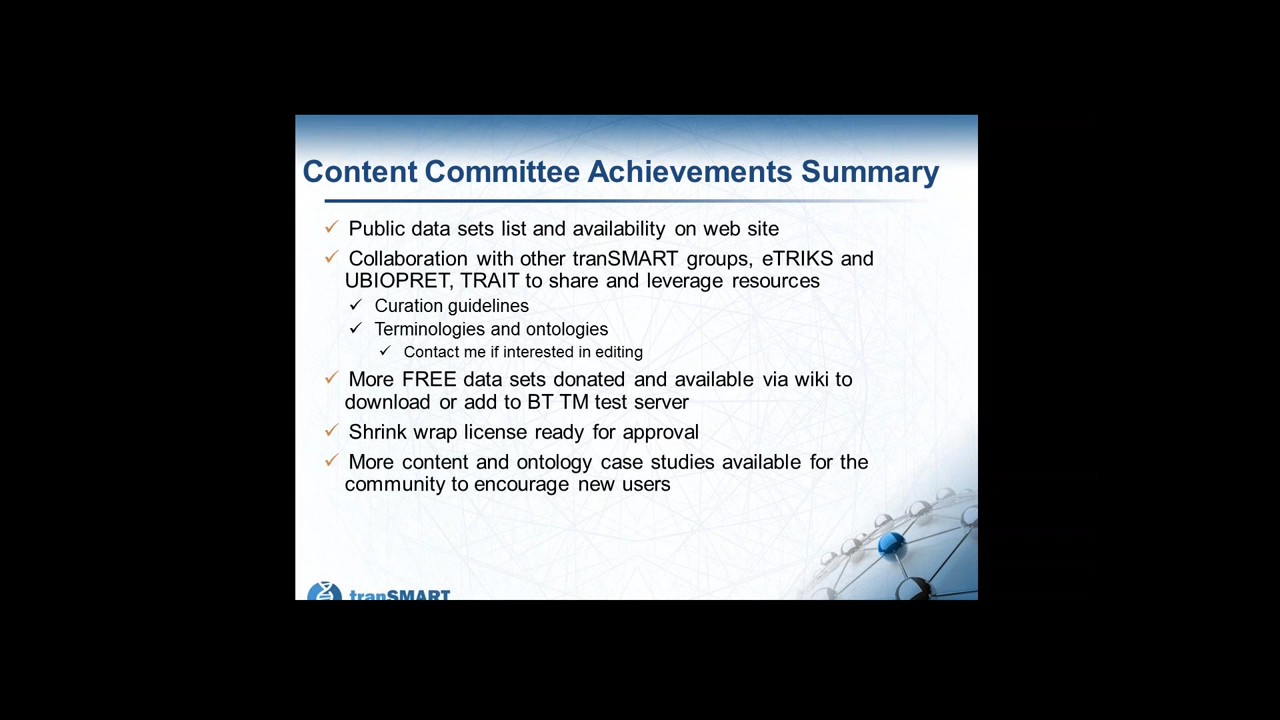 Content Committee Achievements Summary
✓ Public data sets list and availability on web site
✓ Collaboration with other tranSMART groups, eTRIKS and
UBIOPRET, TRAIT to share and leverage resources
✓ Curation guidelines
✓ Terminologies and ontologies
✓ Contact me if interested in editing
✓ More FREE data sets donated and available via wiki to
download or add to BT TM test server
✓ Shrink wrap license ready for approval
✓ More content and ontology case studies available for the
community to encourage new users
tranSMART